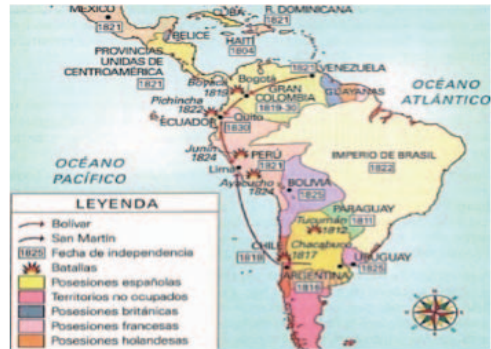 MÉXICO
1821
CUBA
R. DOMINICANA
1821
BELICE
HAITÍ
1804
PROVINCIAS
UNIDAS DE
CENTROAMÉRICA
1821
Boyacá
1819
Bogotá
1821
VENEZUELA
GRAN
COLOMBIA
1819-30
GUAYANAS
OCÉANO
ATLÁNTICO
Pichincha
1822
ECUADOR
Quito
1830
Junín
1824
PERÚ
1821
Lima
Ayacucho
1824
IMPERIO DE BRASIL
1822
OCÉANO
PACÍFICO
BOLIVIA
1825
PARAGUAY
1811
Tucumán
1812
Chacabuco
1817
CHILE
1818
URUGUAY
1825
ARGENTINA
1816
LEYENDA
Bolívar
San Martín
1825 Fecha de independencia
Batallas
Posesiones españolas
Territorios no ocupados
Posesiones británicas
Posesiones francesas
Posesiones holandesas